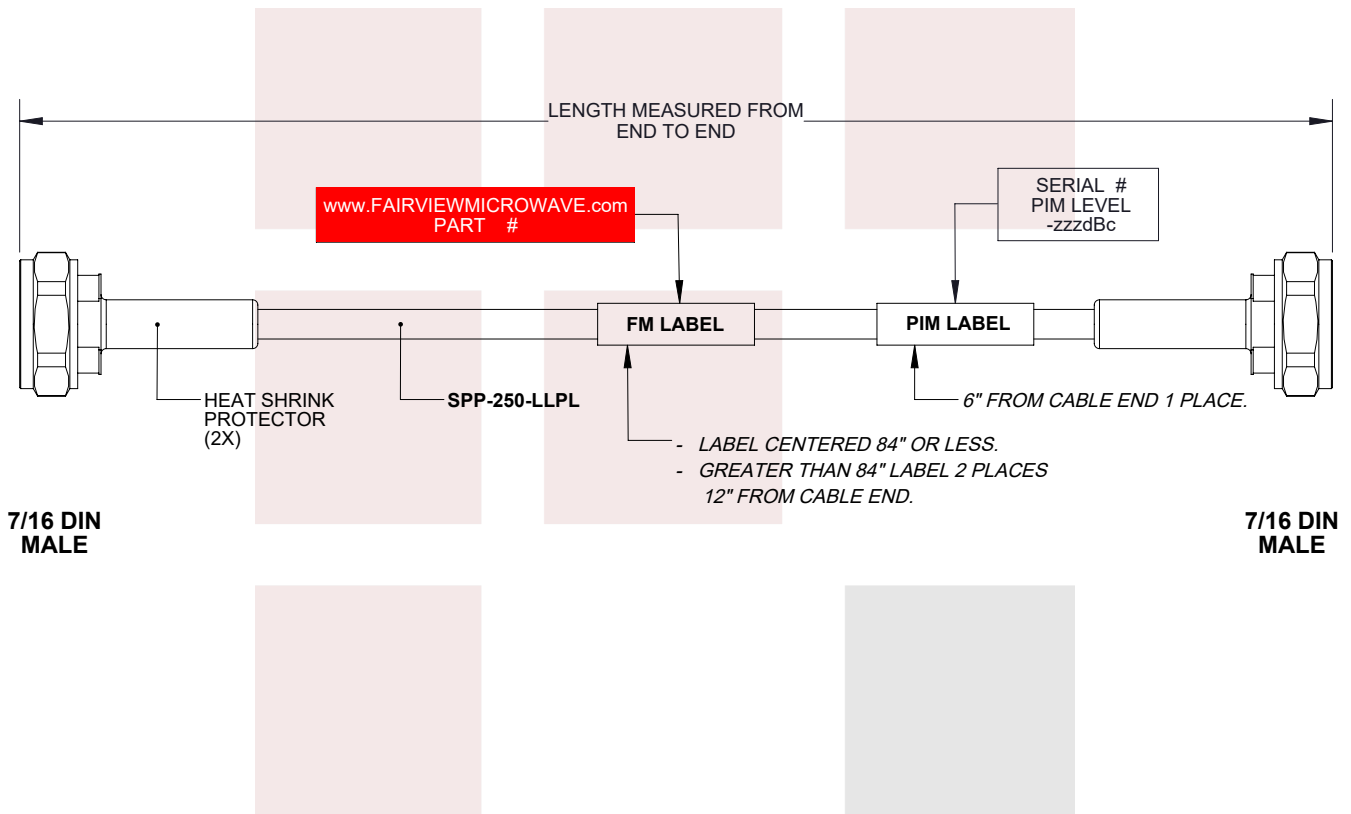 LENGTH MEASURED FROM
END TO END
www.FAIRVIEWMICROWAVE.com
PART #
SERIAL #
PIM LEVEL
-zzzdBc
FM LABEL
PIM LABEL
HEAT SHRINK
PROTECTOR
(2X)
SPP-250-LLPL
6" FROM CABLE END 1 PLACE.
- LABEL CENTERED 84" OR LESS.
- GREATER THAN 84" LABEL 2 PLACES
12" FROM CABLE END.
7/16 DIN
MALE
7/16 DIN
MALE